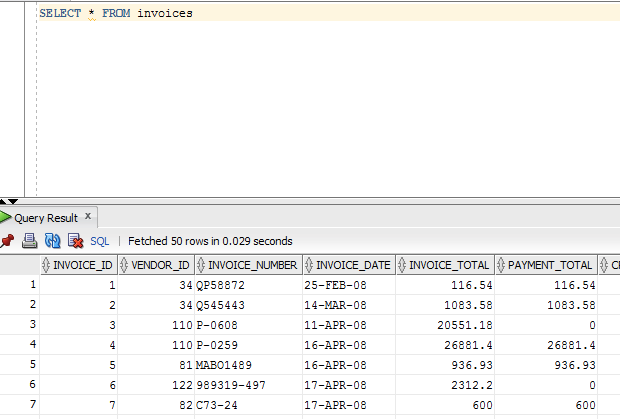 SELECT * FROM invoices
Query Result x
SQL | Fetched 50 rows in 0.029 seconds
INVOICE_ID VENDOR_ID INVOICE_NUMBER INVOICE_DATE INVOICE_TOTAL PAYMENT_TOTAL
1 1 34 QP58872 25-FEB-08 116.54 116.54
2 2 34 Q545443 14-MAR-08 1083.58 1083.58
3 3 110 P-0608 11-APR-08 20551.18 0
4 4 110 P-0259 16-APR-08 26881.4 26881.4
5 5 81 MABO1489 16-APR-08 936.93 936.93
6 6 122 989319-497 17-APR-08 2312.2 0
7 7 82 C73-24 17-APR-08 600 600